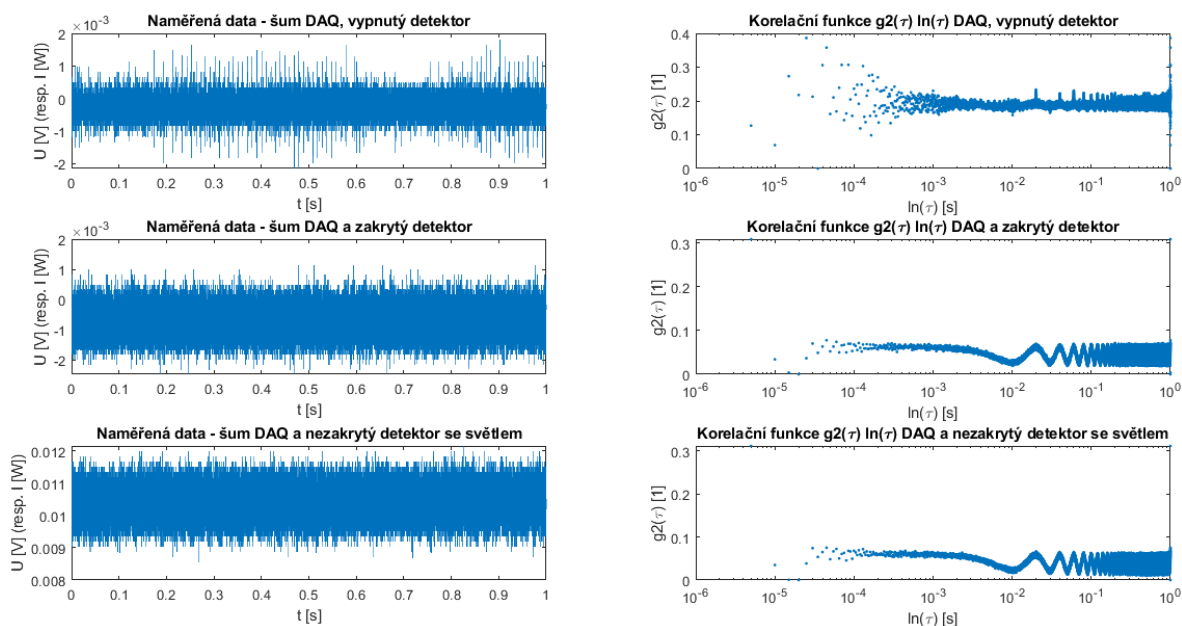 Naměřená data - šum DAQ, vypnutý detektor
×10⁻³
U [V] (resp. I [W])
2
1
0
-1
-2
0 0.1 0.2 0.3 0.4 0.5 0.6 0.7 0.8 0.9 1
t [s]
Korelační funkce g2(τ) ln(τ) DAQ, vypnutý detektor
g2(τ) [1]
0.4
0.3
0.2
0.1
0
10⁻⁶ 10⁻⁵ 10⁻⁴ 10⁻³ 10⁻² 10⁻¹ 10⁰
ln(τ) [s]
Naměřená data - šum DAQ a zakrytý detektor
×10⁻³
U [V] (resp. I [W])
2
1
0
-1
-2
0 0.1 0.2 0.3 0.4 0.5 0.6 0.7 0.8 0.9 1
t [s]
Korelační funkce g2(τ) ln(τ) DAQ a zakrytý detektor
g2(τ) [1]
0.3
0.2
0.1
0
10⁻⁶ 10⁻⁵ 10⁻⁴ 10⁻³ 10⁻² 10⁻¹ 10⁰
ln(τ) [s]
Naměřená data - šum DAQ a nezakrytý detektor se světlem
U [V] (resp. I [W])
0.012
0.011
0.01
0.009
0.008
0 0.1 0.2 0.3 0.4 0.5 0.6 0.7 0.8 0.9 1
t [s]
Korelační funkce g2(τ) ln(τ) DAQ a nezakrytý detektor se světlem
g2(τ) [1]
0.3
0.2
0.1
0
10⁻⁶ 10⁻⁵ 10⁻⁴ 10⁻³ 10⁻² 10⁻¹ 10⁰
ln(τ) [s]